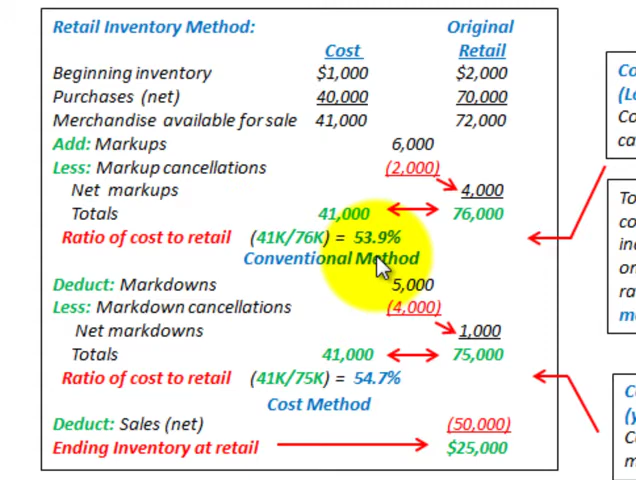 Retail Inventory Method: Original
Cost Retail
Beginning inventory $1,000 $2,000
Purchases (net) 40,000 70,000
Merchandise available for sale 41,000 72,000
Add: Markups 6,000
Less: Markup cancellations (2,000)
Net markups 4,000
Totals 41,000 76,000
Ratio of cost to retail (41K/76K) = 53.9%
Conventional Method
Deduct: Markdowns 5,000
Less: Markdown cancellations (4,000)
Net markdowns 1,000
Totals 41,000 75,000
Ratio of cost to retail (41K/75K) = 54.7%
Cost Method
Deduct: Sales (net) (50,000)
Ending Inventory at retail $25,000